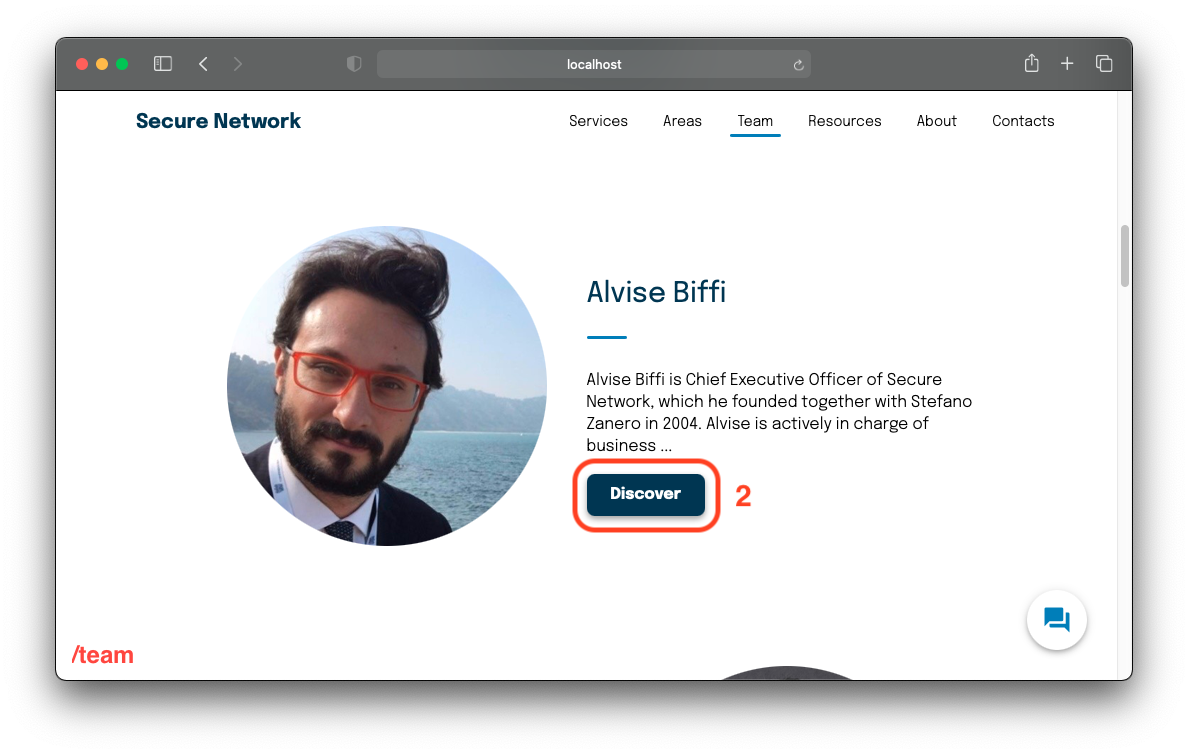 localhost
Secure Network
Services Areas Team Resources About Contacts
Alvise Biffi
Alvise Biffi is Chief Executive Officer of Secure
Network, which he founded together with Stefano
Zanero in 2004. Alvise is actively in charge of
business ...
Discover 2
/team